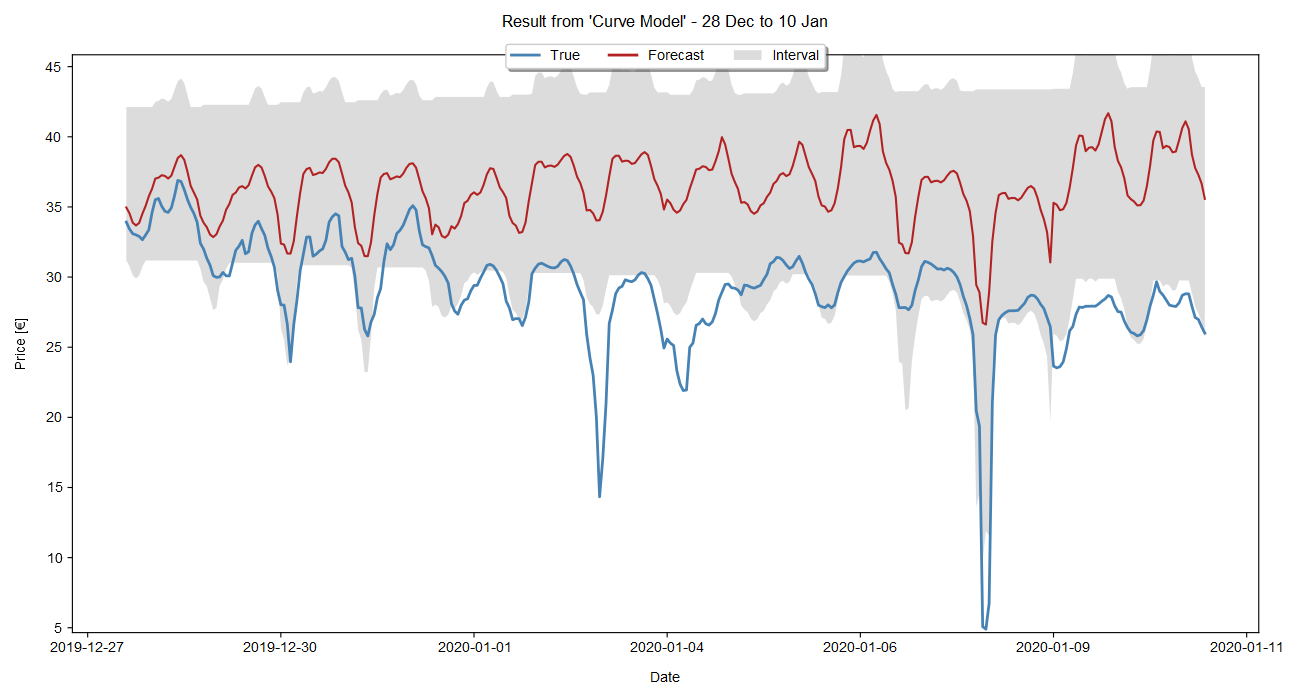 Result from 'Curve Model' - 28 Dec to 10 Jan
True Forecast Interval
45
40
35
30
25
20
15
10
5
Price [€]
2019-12-27 2019-12-30 2020-01-01 2020-01-04 2020-01-06 2020-01-09 2020-01-11
Date